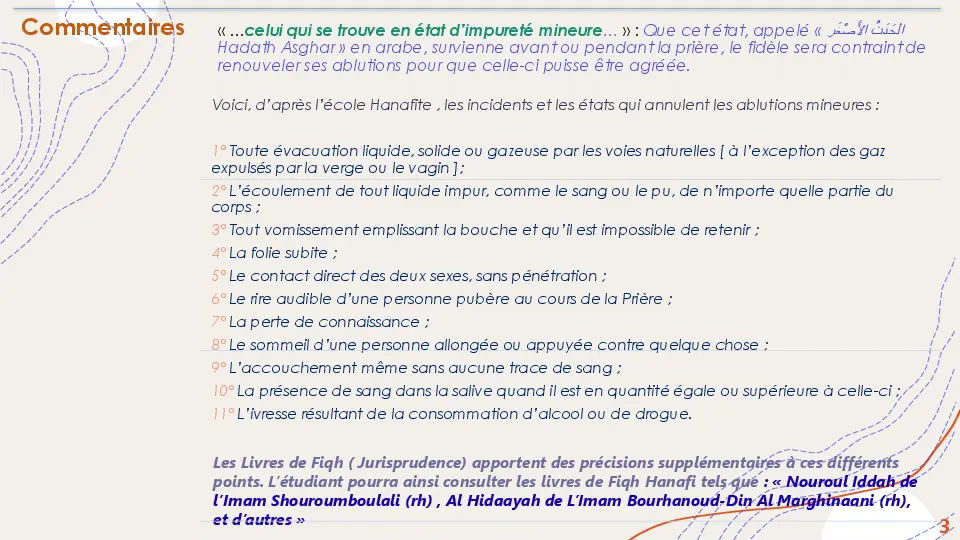 Commentaires
« …celui qui se trouve en état d’impureté mineure… » : Que cet état, appelé « الحَدَثُ الأَصْغَر
Hadath Asghar » en arabe, survienne avant ou pendant la prière, le fidèle sera contraint de
renouveler ses ablutions pour que celle-ci puisse être agréée.
Voici, d’après l’école Hanafite , les incidents et les états qui annulent les ablutions mineures :
1° Toute évacuation liquide, solide ou gazeuse par les voies naturelles [ à l’exception des gaz
expulsés par la verge ou le vagin ] ;
2° L’écoulement de tout liquide impur, comme le sang ou le pu, de n’importe quelle partie du
corps ;
3° Tout vomissement emplissant la bouche et qu’il est impossible de retenir ;
4° La folie subite ;
5° Le contact direct des deux sexes, sans pénétration ;
6° Le rire audible d’une personne pubère au cours de la Prière ;
7° La perte de connaissance ;
8° Le sommeil d’une personne allongée ou appuyée contre quelque chose ;
9° L’accouchement même sans aucune trace de sang ;
10° La présence de sang dans la salive quand il est en quantité égale ou supérieure à celle-ci ;
11° L’ivresse résultant de la consommation d’alcool ou de drogue.
Les Livres de Fiqh ( Jurisprudence) apportent des précisions supplémentaires à ces différents
points. L’étudiant pourra ainsi consulter les livres de Fiqh Hanafi tels que : « Nouroul Iddah de
l’Imam Shouroumboulali (rh) , Al Hidaayah de L’Imam Bourhanoud-Din Al Marghinaani (rh),
et d’autres »
3